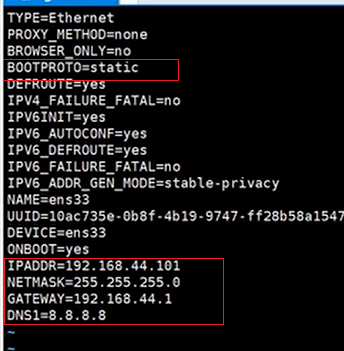 TYPE=Ethernet
PROXY_METHOD=none
BROWSER_ONLY=no
BOOTPROTO=static
DEFROUTE=yes
IPV4_FAILURE_FATAL=no
IPV6INIT=yes
IPV6_AUTOCONF=yes
IPV6_DEFROUTE=yes
IPV6_FAILURE_FATAL=no
IPV6_ADDR_GEN_MODE=stable-privacy
NAME=ens33
UUID=10ac735e-0b8f-4b19-9747-ff28b58a1547
DEVICE=ens33
ONBOOT=yes
IPADDR=192.168.44.101
NETMASK=255.255.255.0
GATEWAY=192.168.44.1
DNS1=8.8.8.8
~
~